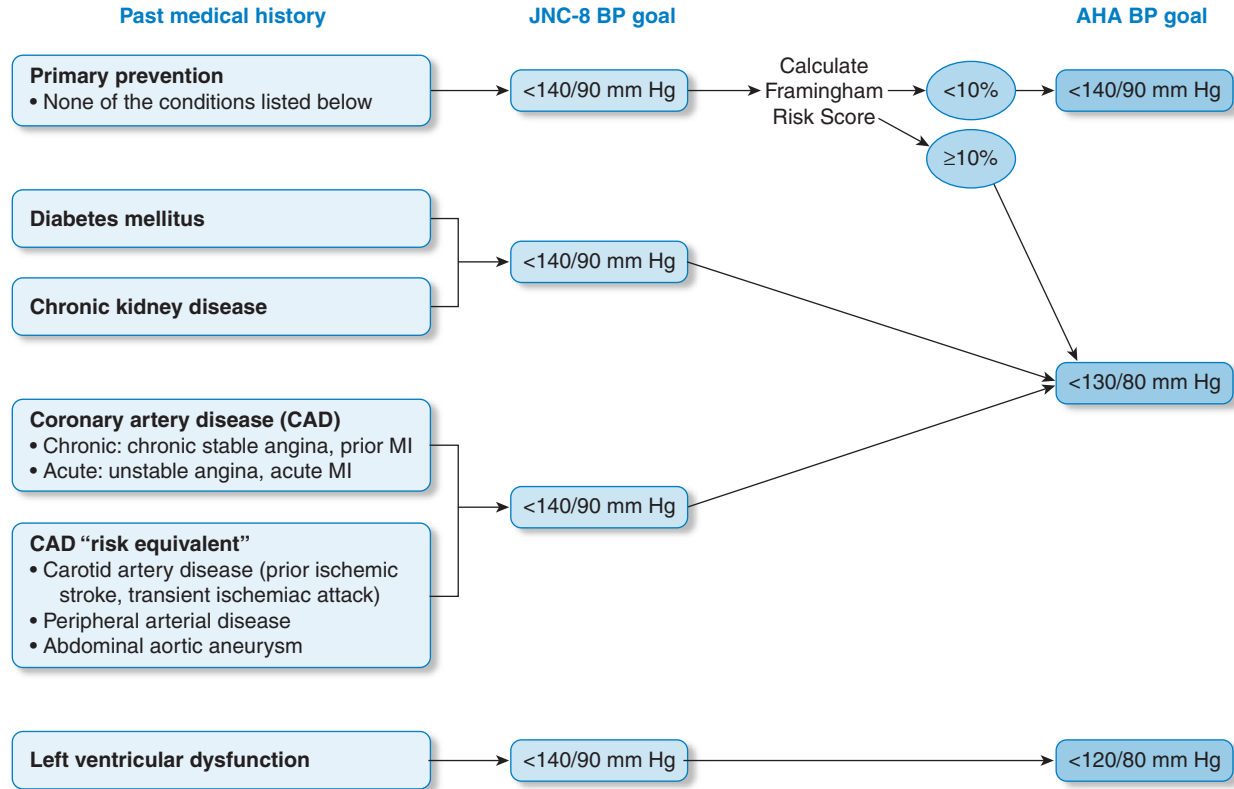 Past medical history
JNC-8 BP goal
AHA BP goal
Primary prevention
• None of the conditions listed below
<140/90 mm Hg
Calculate
Framingham
Risk Score
<10%
≥10%
<140/90 mm Hg
Diabetes mellitus
Chronic kidney disease
<140/90 mm Hg
<130/80 mm Hg
Coronary artery disease (CAD)
• Chronic: chronic stable angina, prior MI
• Acute: unstable angina, acute MI
<140/90 mm Hg
CAD “risk equivalent”
• Carotid artery disease (prior ischemic
stroke, transient ischemiac attack)
• Peripheral arterial disease
• Abdominal aortic aneurysm
Left ventricular dysfunction
<140/90 mm Hg
<120/80 mm Hg